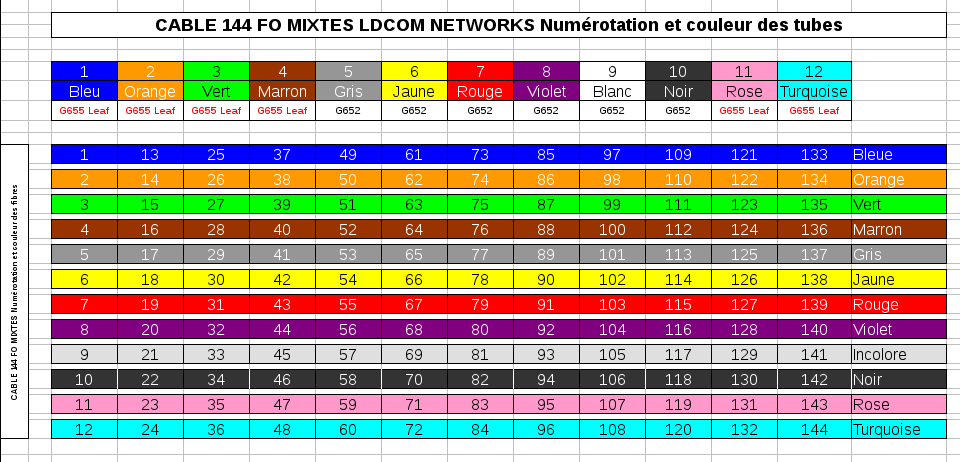 CABLE 144 FO MIXTES LDCOM NETWORKS Numérotation et couleur des tubes
1 2 3 4 5 6 7 8 9 10 11 12
Bleu Orange Vert Marron Gris Jaune Rouge Violet Blanc Noir Rose Turquoise
G655 Leaf G655 Leaf G655 Leaf G655 Leaf G652 G652 G652 G652 G652 G652 G655 Leaf G655 Leaf
CABLE 144 FO MIXTES Numérotation et couleur des fibres
1 13 25 37 49 61 73 85 97 109 121 133 Bleue
2 14 26 38 50 62 74 86 98 110 122 134 Orange
3 15 27 39 51 63 75 87 99 111 123 135 Vert
4 16 28 40 52 64 76 88 100 112 124 136 Marron
5 17 29 41 53 65 77 89 101 113 125 137 Gris
6 18 30 42 54 66 78 90 102 114 126 138 Jaune
7 19 31 43 55 67 79 91 103 115 127 139 Rouge
8 20 32 44 56 68 80 92 104 116 128 140 Violet
9 21 33 45 57 69 81 93 105 117 129 141 Incolore
10 22 34 46 58 70 82 94 106 118 130 142 Noir
11 23 35 47 59 71 83 95 107 119 131 143 Rose
12 24 36 48 60 72 84 96 108 120 132 144 Turquoise